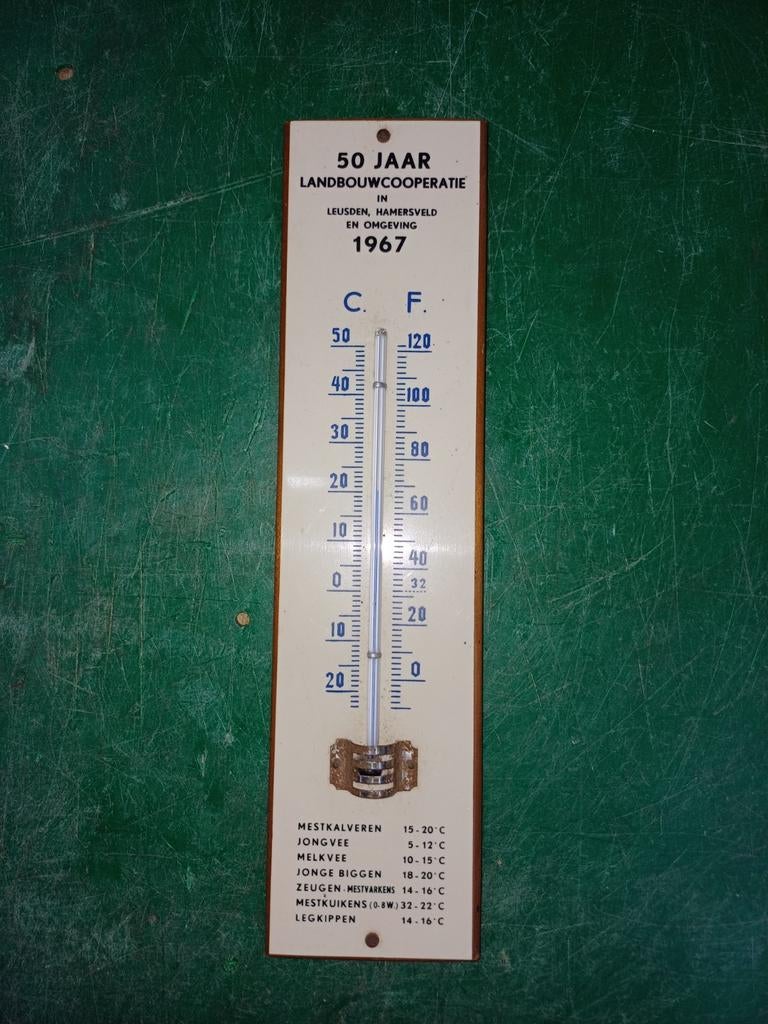 50 JAAR
LANDBOUWCOOPERATIE
IN
LEUSDEN, HAMERSVELD
EN OMGEVING
1967
C. F.
50 120
40 100
30 80
20 60
10 40
0 32
10 20
20 0
MESTKALVEREN 15-20°C
JONGVEE 5-12°C
MELKVEE 10-15°C
JONGE BIGGEN 18-20°C
ZEUGEN-MESTVARKENS 14-16°C
MESTKUIKENS (0-8W.) 32-22°C
LEGKIPPEN 14-16°C